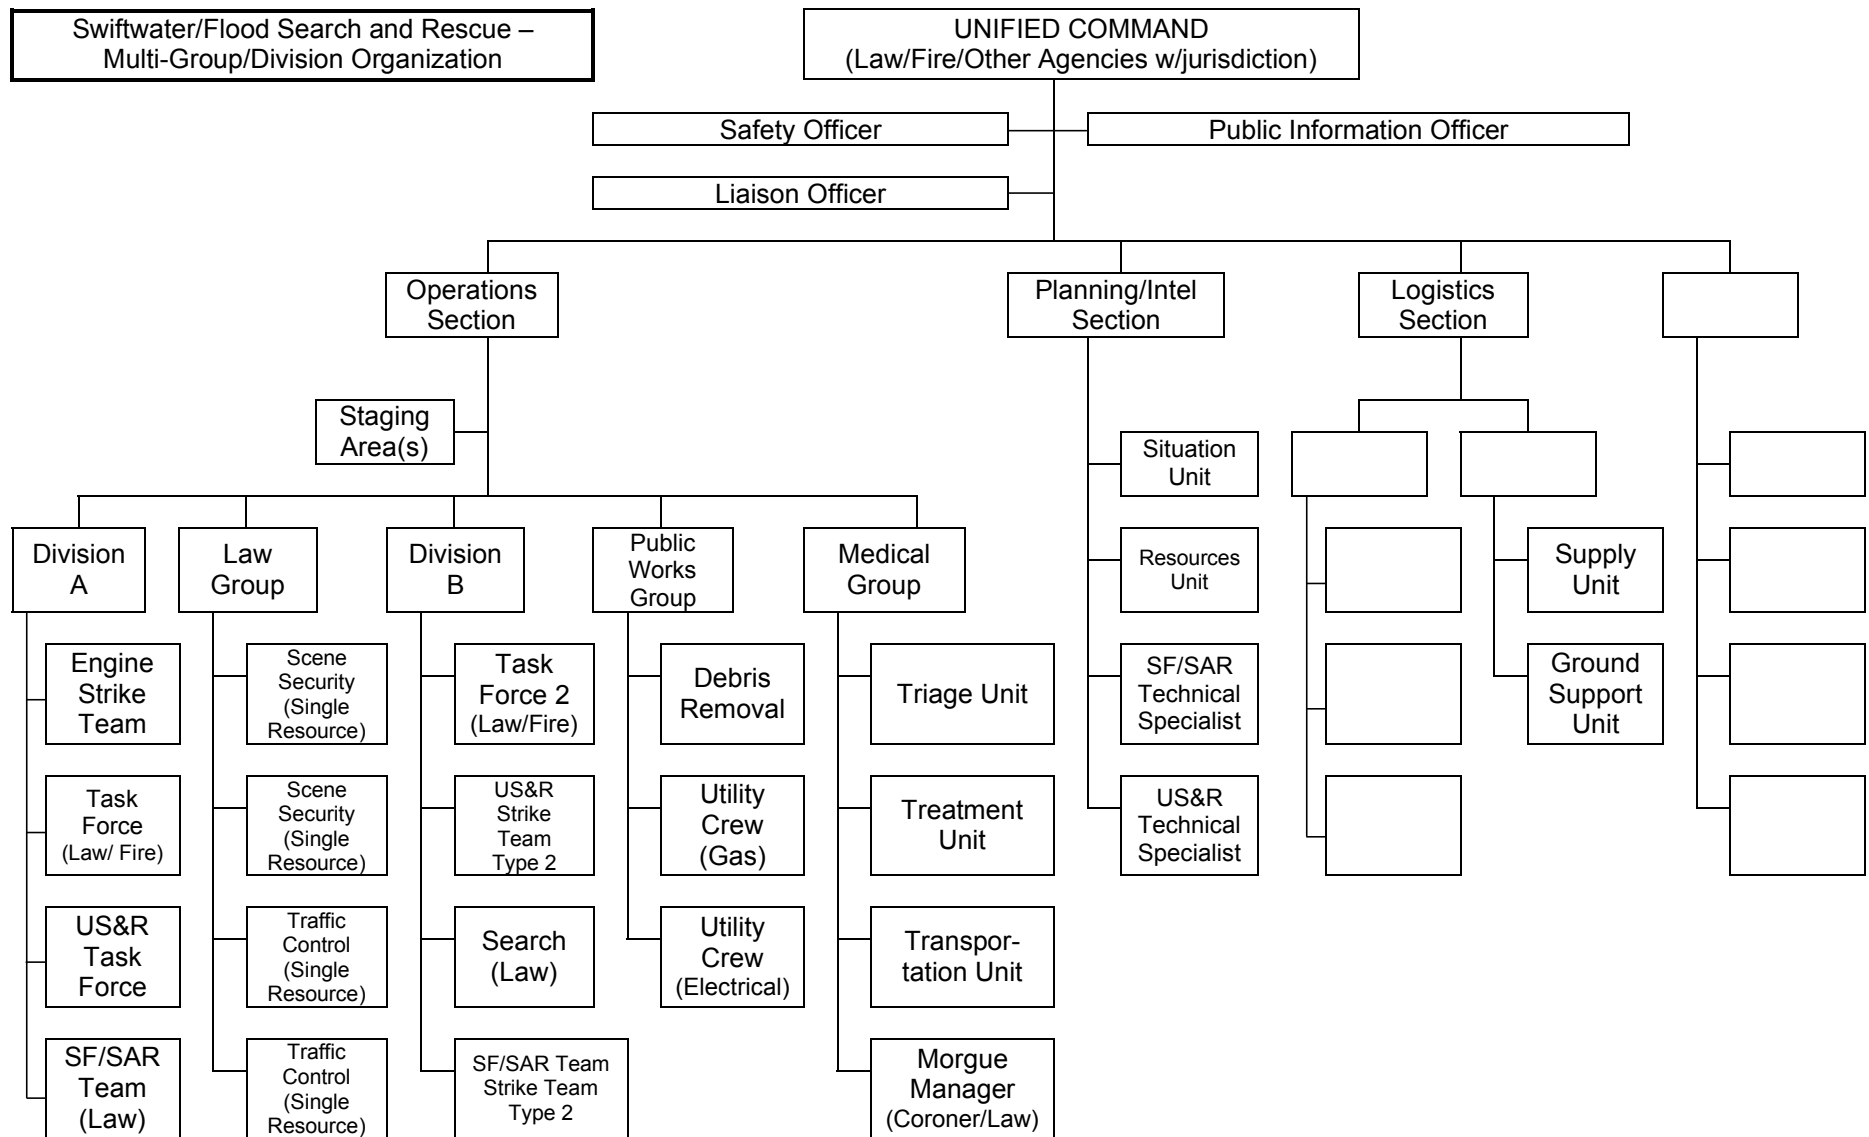 Swiftwater/Flood Search and Rescue –
Multi-Group/Division Organization
UNIFIED COMMAND
(Law/Fire/Other Agencies w/jurisdiction)
Safety Officer
Public Information Officer
Liaison Officer
Operations
Section
Planning/Intel
Section
Logistics
Section
Staging
Area(s)
Situation
Unit
Division
A
Law
Group
Division
B
Public
Works
Group
Medical
Group
Resources
Unit
Supply
Unit
Engine
Strike
Team
Scene
Security
(Single
Resource)
Task
Force 2
(Law/Fire)
Debris
Removal
Triage Unit
SF/SAR
Technical
Specialist
Ground
Support
Unit
Task
Force
(Law/ Fire)
Scene
Security
(Single
Resource)
US&R
Strike
Team
Type 2
Utility
Crew
(Gas)
Treatment
Unit
US&R
Technical
Specialist
US&R
Task
Force
Traffic
Control
(Single
Resource)
Search
(Law)
Utility
Crew
(Electrical)
Transpor-
tation Unit
SF/SAR
Team
(Law)
Traffic
Control
(Single
Resource)
SF/SAR Team
Strike Team
Type 2
Morgue
Manager
(Coroner/Law)